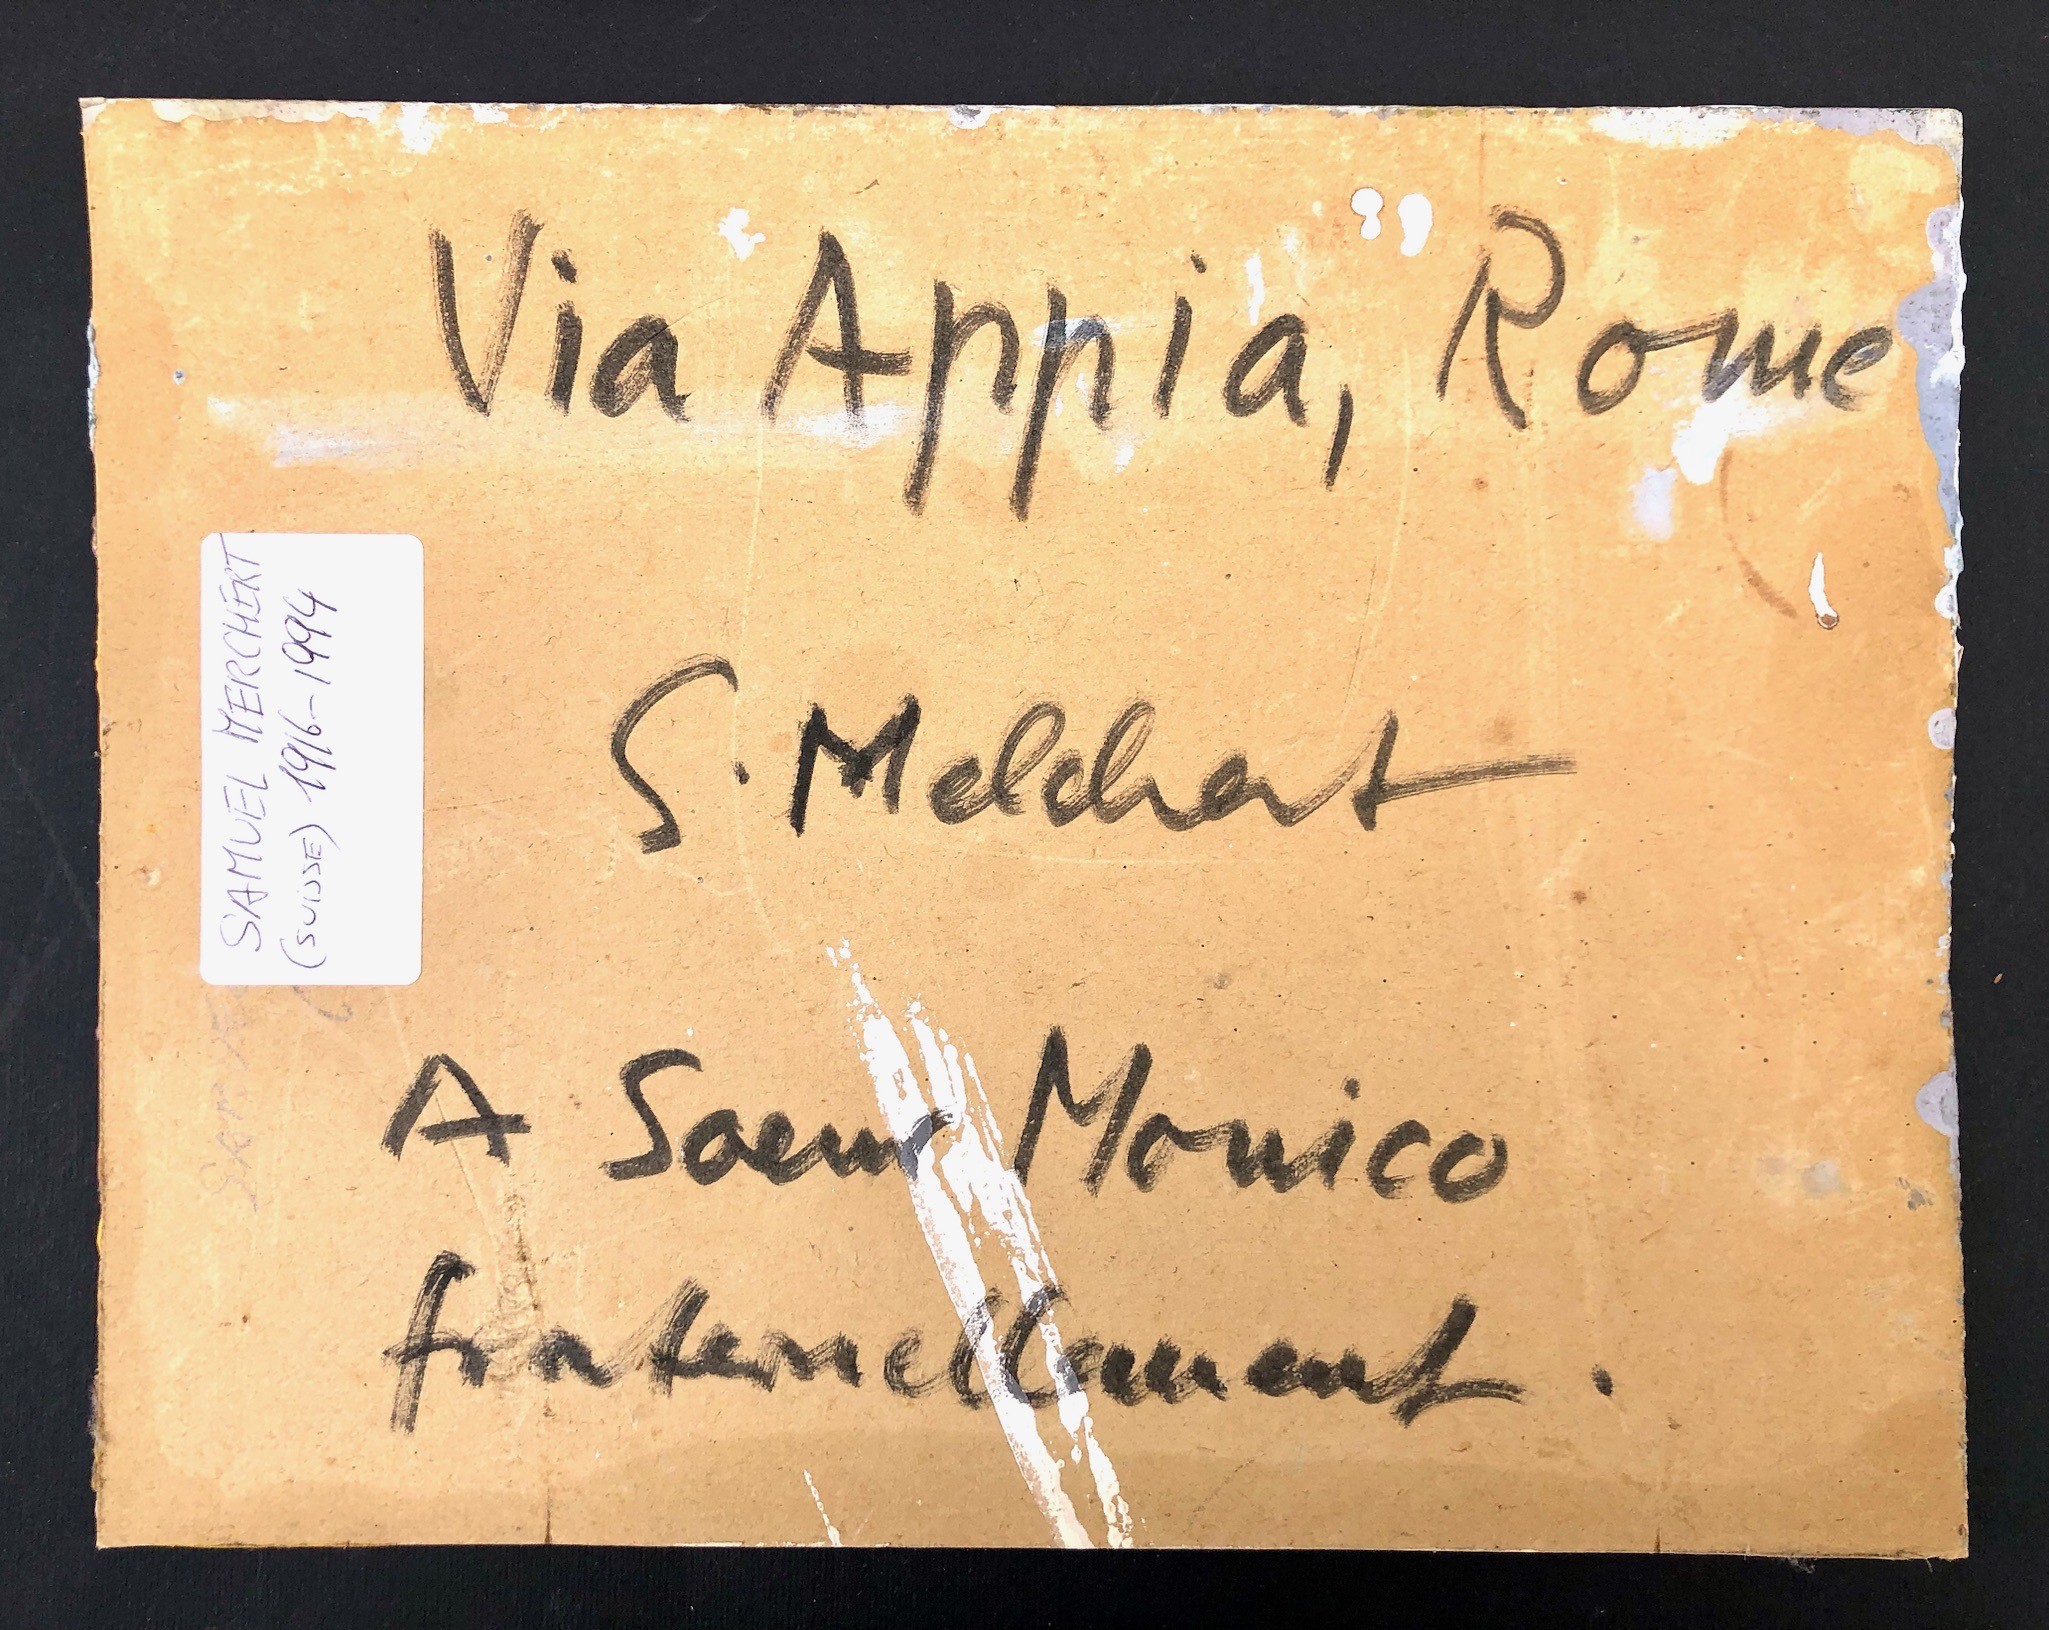 Via Appia, Rome
S. Melchert
A Soeur Monico
fraternellement.
SAMUEL MERCHERT
(SUISSE) 1916-1994